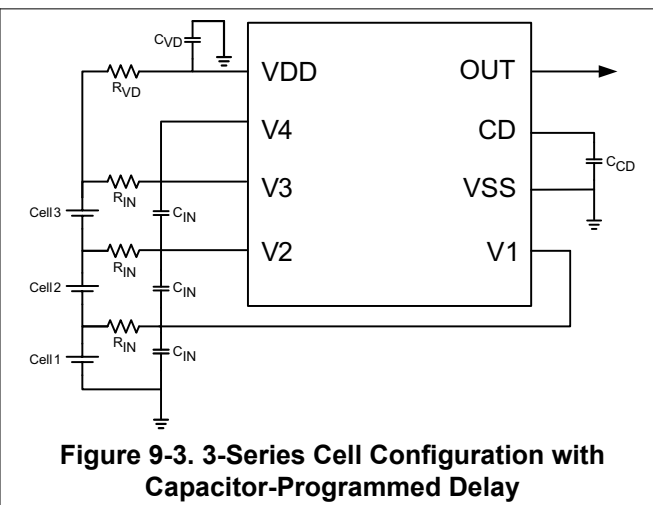 CVD
VDD
OUT
RVD
V4
CD
CCD
RIN
V3
VSS
Cell3
CIN
RIN
V2
V1
Cell2
CIN
RIN
Cell1
CIN
Figure 9-3. 3-Series Cell Configuration with
Capacitor-Programmed Delay